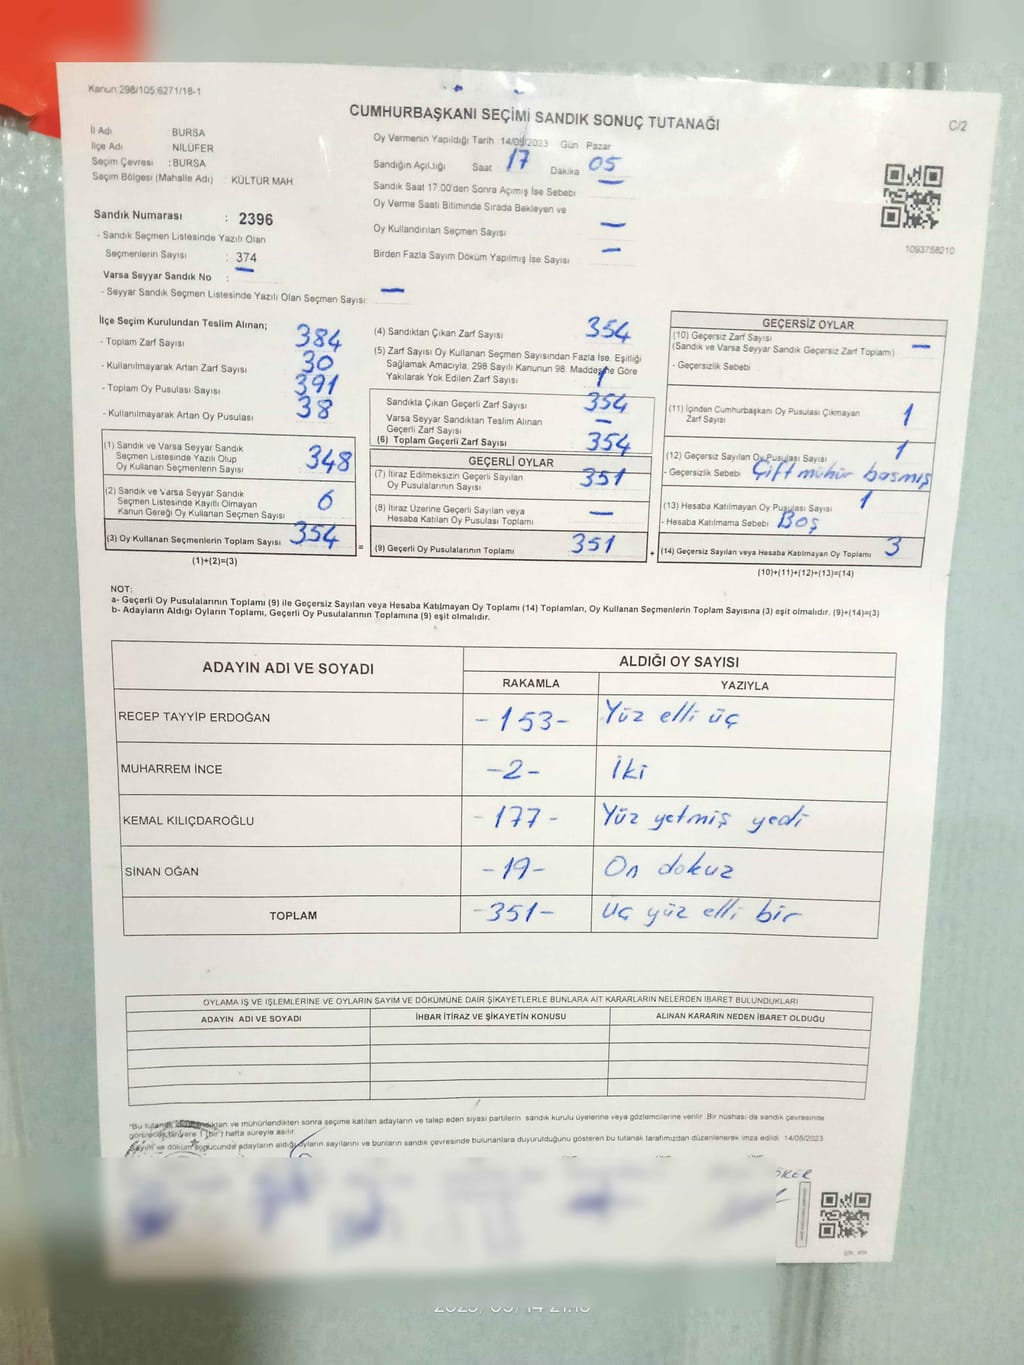 Kanun:298/105,6271/18-1
CUMHURBAŞKANI SEÇİMİ SANDIK SONUÇ TUTANAĞI
C/2
İl Adı BURSA
İlçe Adı NİLÜFER
Seçim Çevresi : BURSA
Seçim Bölgesi (Mahalle Adı) : KÜLTÜR MAH
Oy Vermenin Yapıldığı Tarih 14/05/2023 Gün Pazar
Sandığın Açıldığı Saat 17 Dakika 05
Sandık Saat 17:00'den Sonra Açımış İse Sebebi —
Oy Verme Saati Bitiminde Sırada Bekleyen ve
Oy Kullandırılan Seçmen Sayısı —
Birden Fazla Sayım Döküm Yapılmış İse Sayısı —
1093758210
Sandık Numarası : 2396
- Sandık Seçmen Listesinde Yazılı Olan
Seçmenlerin Sayısı : 374
Varsa Seyyar Sandık No : —
- Seyyar Sandık Seçmen Listesinde Yazılı Olan Seçmen Sayısı: —
İlçe Seçim Kurulundan Teslim Alınan;
- Toplam Zarf Sayısı 384
- Kullanılmayarak Artan Zarf Sayısı 30
- Toplam Oy Pusulası Sayısı 391
- Kullanılmayarak Artan Oy Pusulası 38
(1) Sandık ve Varsa Seyyar Sandık
Seçmen Listesinde Yazılı Olup
Oy Kullanan Seçmenlerin Sayısı 348
(2) Sandık ve Varsa Seyyar Sandık
Seçmen Listesinde Kayıtlı Olmayan
Kanun Gereği Oy Kullanan Seçmen Sayısı 6
(3) Oy Kullanan Seçmenlerin Toplam Sayısı 354
(1)+(2)=(3)
=
(4) Sandıktan Çıkan Zarf Sayısı 354
(5) Zarf Sayısı Oy Kullanan Seçmen Sayısından Fazla İse, Eşitliği
Sağlamak Amacıyla, 298 Sayılı Kanunun 98. Maddesine Göre
Yakılarak Yok Edilen Zarf Sayısı
Sandıkta Çıkan Geçerli Zarf Sayısı 354
Varsa Seyyar Sandıktan Teslim Alınan
Geçerli Zarf Sayısı —
(6) Toplam Geçerli Zarf Sayısı 354
GEÇERLİ OYLAR
(7) İtiraz Edilmeksizin Geçerli Sayılan
Oy Pusulalarının Sayısı 351
(8) İtiraz Üzerine Geçerli Sayılan veya
Hesaba Katılan Oy Pusulası Toplamı —
(9) Geçerli Oy Pusulalarının Toplamı 351
+
GEÇERSİZ OYLAR
(10) Geçersiz Zarf Sayısı
(Sandık ve Varsa Seyyar Sandık Geçersiz Zarf Toplamı) —
- Geçersizlik Sebebi
(11) İçinden Cumhurbaşkanı Oy Pusulası Çıkmayan
Zarf Sayısı 1
(12) Geçersiz Sayılan Oy Pusulası Sayısı 1
- Geçersizlik Sebebi Çift mühür basmış
(13) Hesaba Katılmayan Oy Pusulası Sayısı 1
- Hesaba Katılmama Sebebi Boş
(14) Geçersiz Sayılan veya Hesaba Katılmayan Oy Toplamı 3
(10)+(11)+(12)+(13)=(14)
NOT:
a- Geçerli Oy Pusulalarının Toplamı (9) ile Geçersiz Sayılan veya Hesaba Katılmayan Oy Toplamı (14) Toplamları, Oy Kullanan Seçmenlerin Toplam Sayısına (3) eşit olmalıdır. (9)+(14)=(3)
b- Adayların Aldığı Oyların Toplamı, Geçerli Oy Pusulalarının Toplamına (9) eşit olmalıdır.
ADAYIN ADI VE SOYADI ALDIĞI OY SAYISI
RAKAMLA YAZIYLA
RECEP TAYYİP ERDOĞAN -153- Yüz elli üç
MUHARREM İNCE -2- İki
KEMAL KILIÇDAROĞLU -177- Yüz yetmiş yedi
SİNAN OĞAN -19- On dokuz
TOPLAM -351- Üç yüz elli bir
OYLAMA İŞ VE İŞLEMLERİNE VE OYLARIN SAYIM VE DÖKÜMÜNE DAİR ŞİKAYETLERLE BUNLARA AİT KARARLARIN NELERDEN İBARET BULUNDUKLARI
ADAYIN ADI VE SOYADI İHBAR İTİRAZ VE ŞİKAYETİN KONUSU ALINAN KARARIN NEDEN İBARET OLDUĞU
ve mühürlendikten sonra seçime katılan adayların ve talep eden siyasi partilerin sandık kurulu üyelerine veya gözlemcilerine verilir. Bir nüshası da sandık çevresinde
1 (bir) hafta süreyle asılır.
Sayım ve döküm sonucunda adayların aldığı oyların sayılarını ve bunların sandık çevresinde bulunanlara duyurulduğunu gösteren bu tutanak tarafımızdan düzenlenerek imza edildi. 14/05/2023